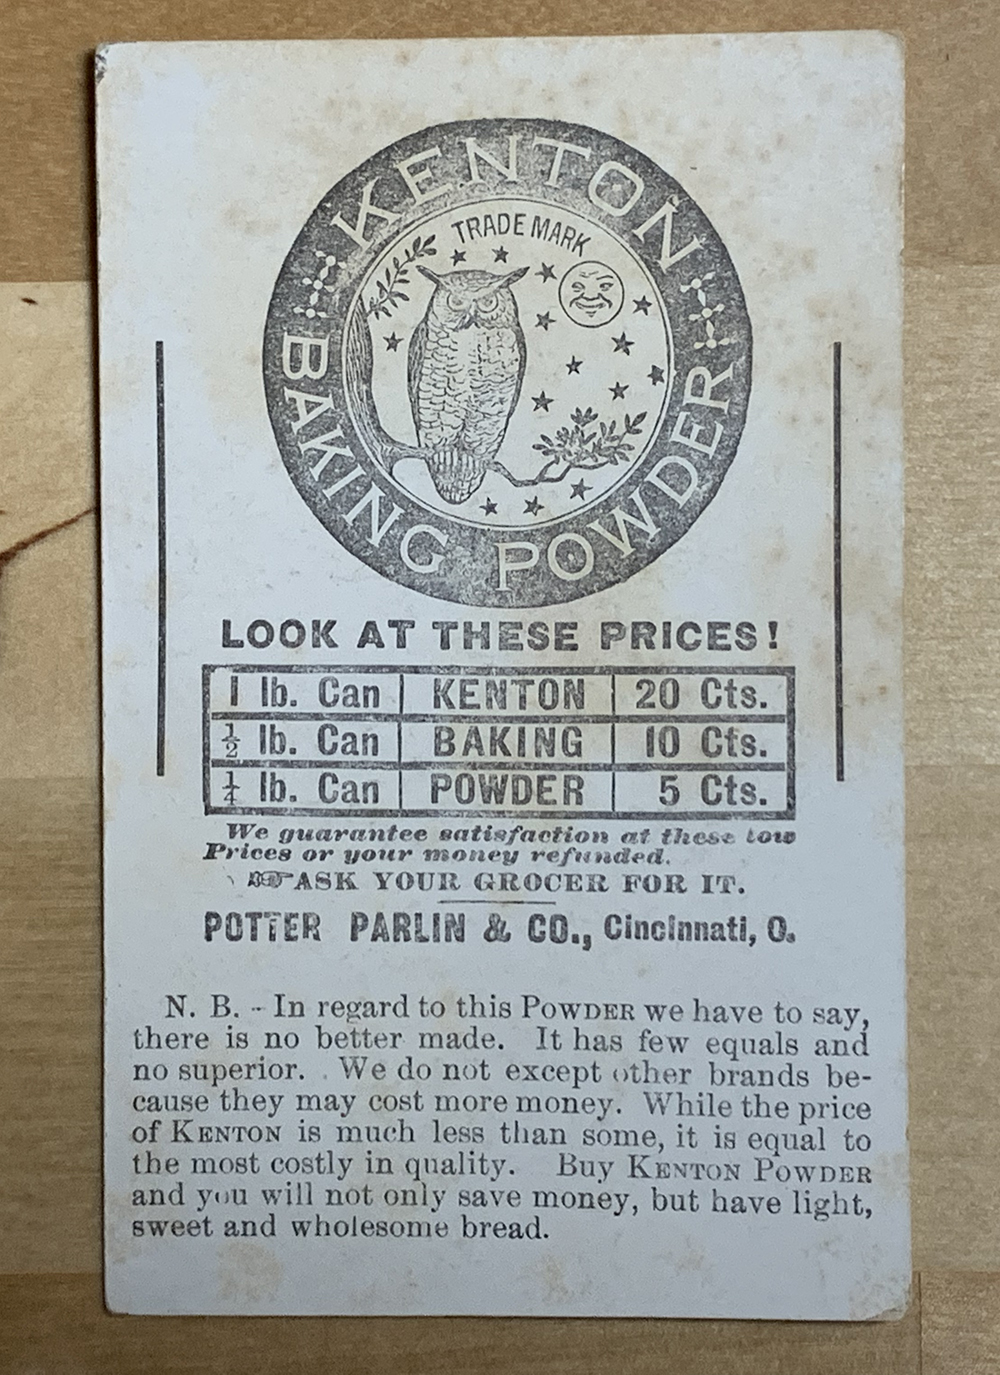 KENTON
TRADE MARK
BAKING POWDER
LOOK AT THESE PRICES!
1 lb. Can KENTON 20 Cts.
½ lb. Can BAKING 10 Cts.
¼ lb. Can POWDER 5 Cts.
We guarantee satisfaction at these low
Prices or your money refunded.
☞ASK YOUR GROCER FOR IT.
POTTER PARLIN & CO., Cincinnati, O.
N. B. - In regard to this POWDER we have to say,
there is no better made. It has few equals and
no superior. We do not except other brands be-
cause they may cost more money. While the price
of KENTON is much less than some, it is equal to
the most costly in quality. Buy KENTON POWDER
and you will not only save money, but have light,
sweet and wholesome bread.